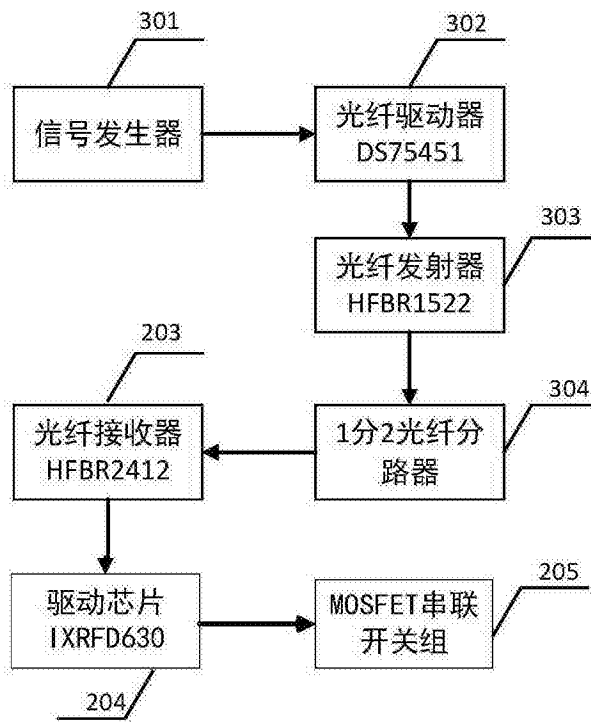 301
信号发生器
302
光纤驱动器
DS75451
303
光纤发射器
HFBR1522
203
光纤接收器
HFBR2412
304
1分2光纤分
路器
驱动芯片
IXRFD630
204
205
MOSFET串联
开关组